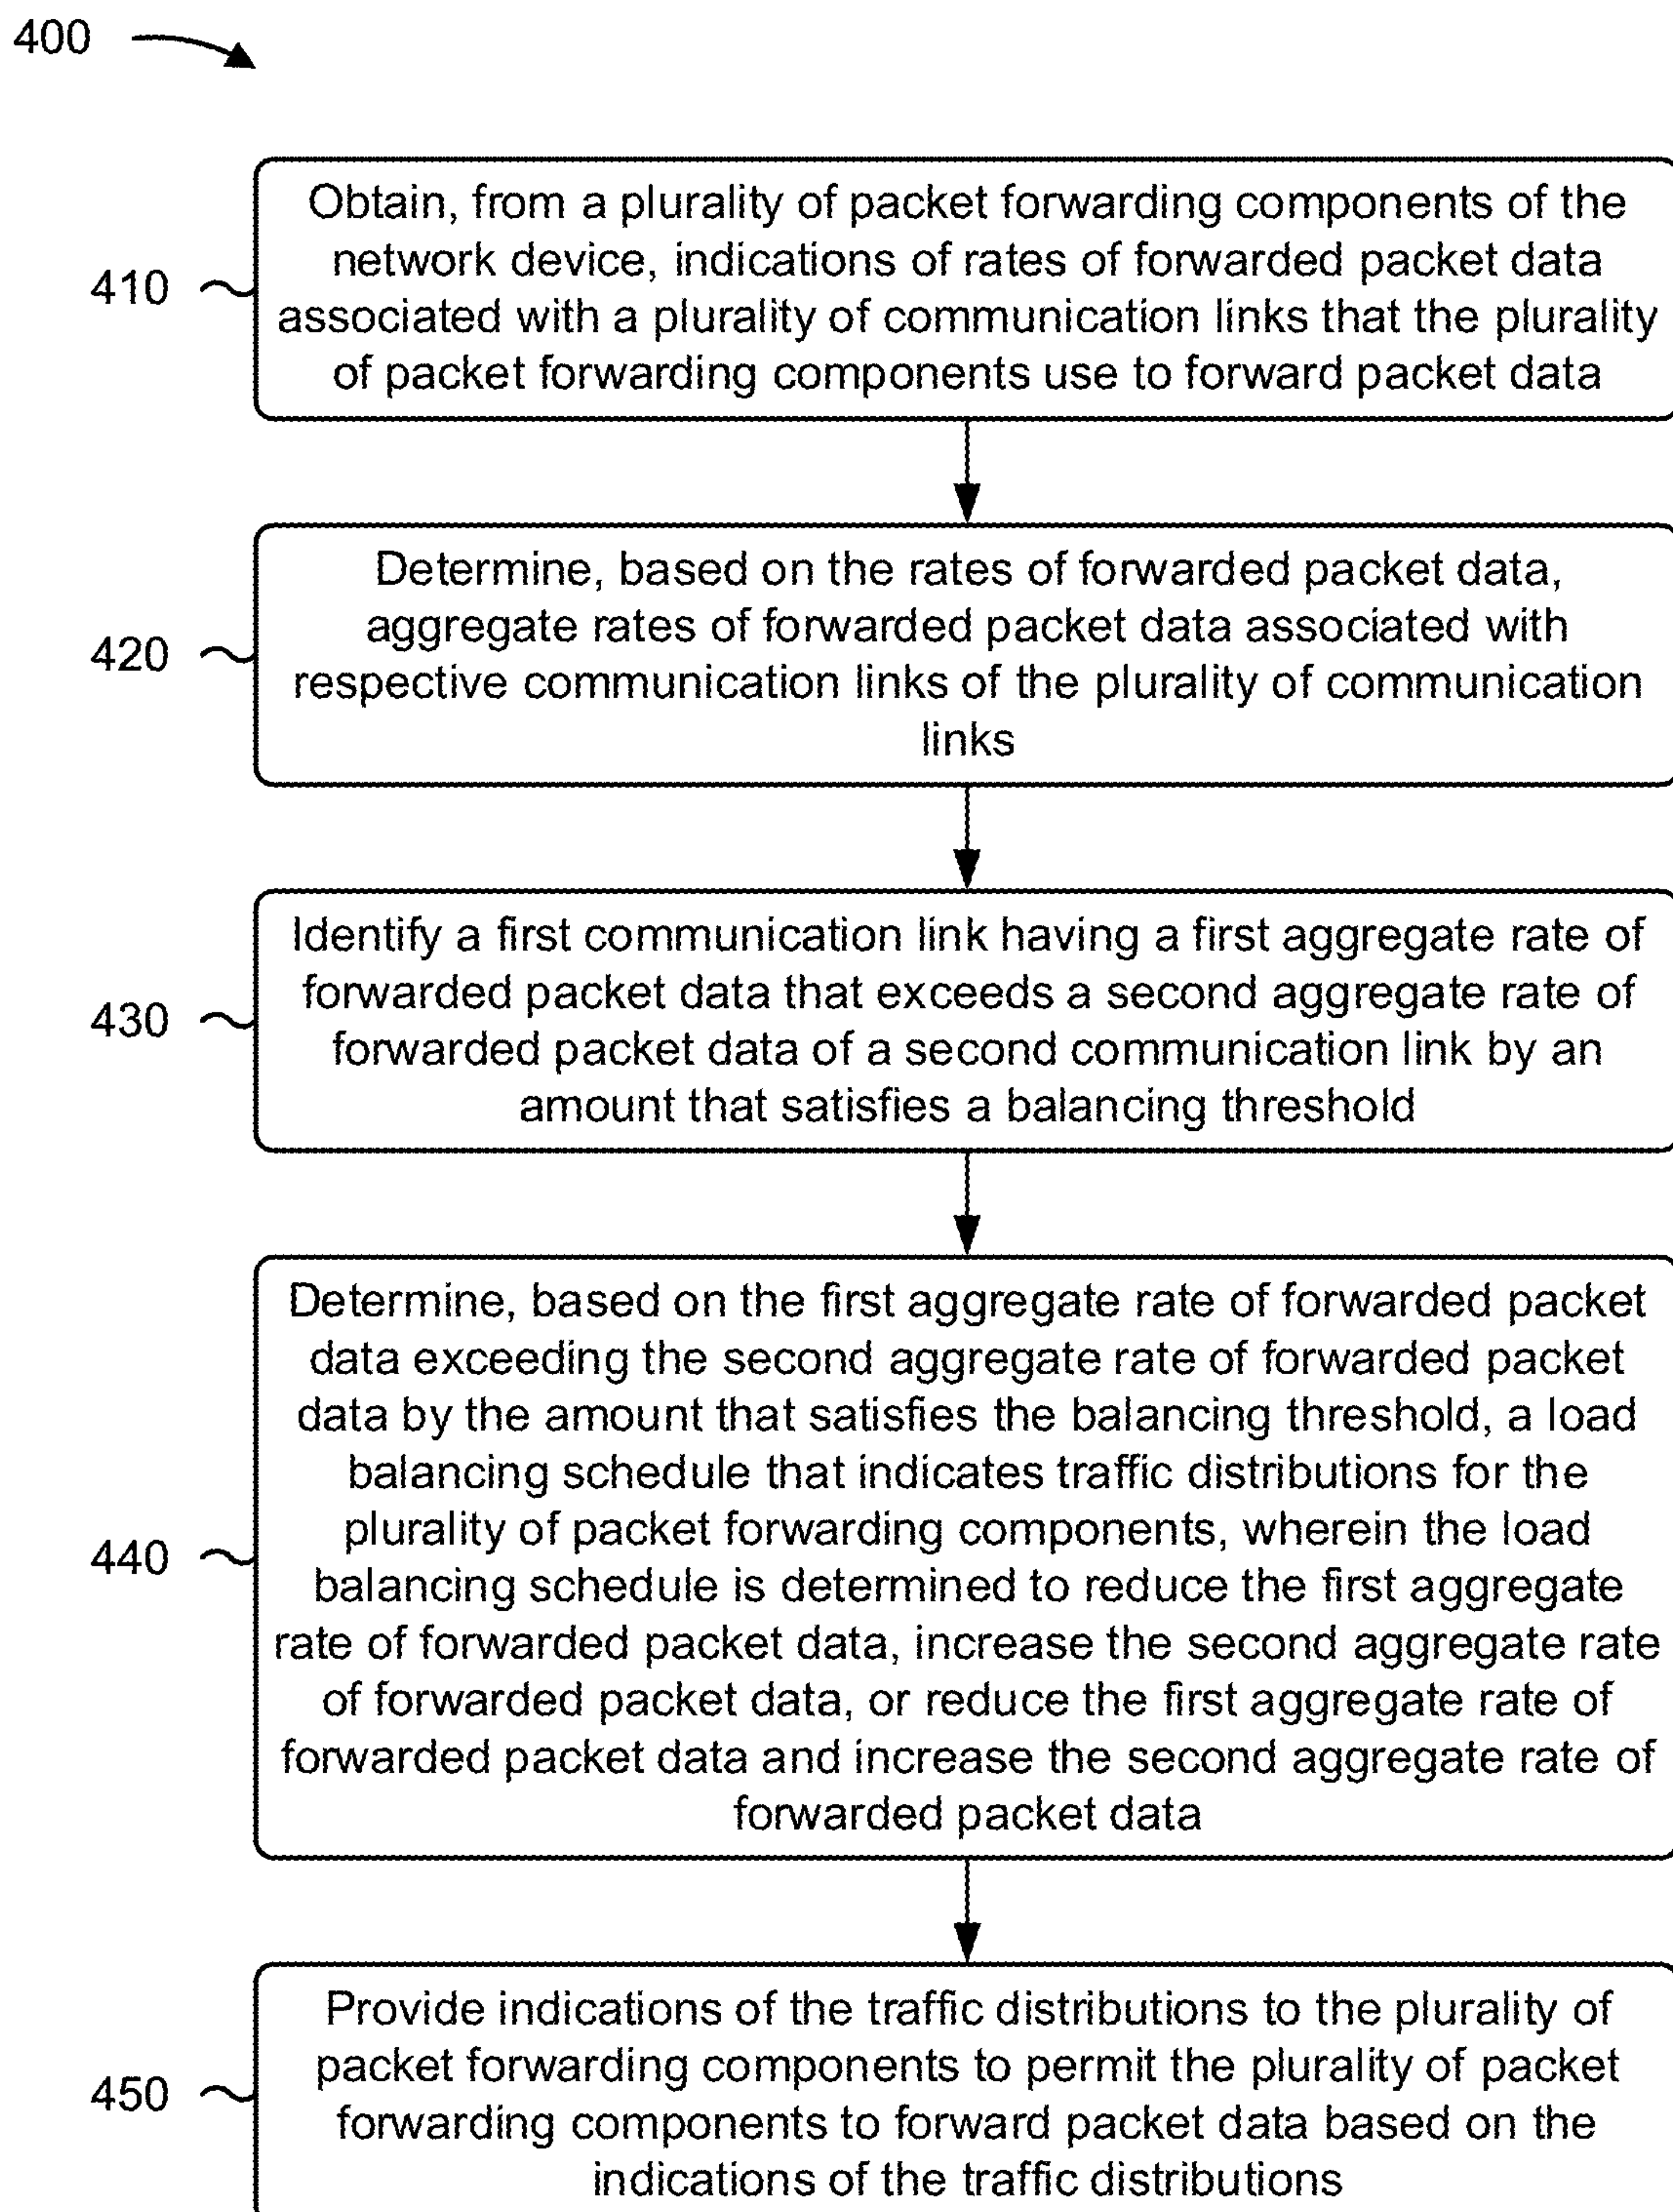 400
Obtain, from a plurality of packet forwarding components of the
network device, indications of rates of forwarded packet data
410
associated with a plurality of communication links that the plurality
of packet forwarding components use to forward packet data
Determine, based on the rates of forwarded packet data,
aggregate rates of forwarded packet data associated with
420
respective communication links of the plurality of communication
links
Identify a first communication link having a first aggregate rate of
forwarded packet data that exceeds a second aggregate rate of
430
forwarded packet data of a second communication link by an
amount that satisfies a balancing threshold
Determine, based on the first aggregate rate of forwarded packet
data exceeding the second aggregate rate of forwarded packet
data by the amount that satisfies the balancing threshold, a load
balancing schedule that indicates traffic distributions for the
plurality of packet forwarding components, wherein the load
440
balancing schedule is determined to reduce the first aggregate
rate of forwarded packet data, increase the second aggregate rate
of forwarded packet data, or reduce the first aggregate rate of
forwarded packet data and increase the second aggregate rate of
forwarded packet data
Provide indications of the traffic distributions to the plurality of
packet forwarding components to permit the plurality of packet
450
forwarding components to forward packet data based on the
indications of the traffic distributions